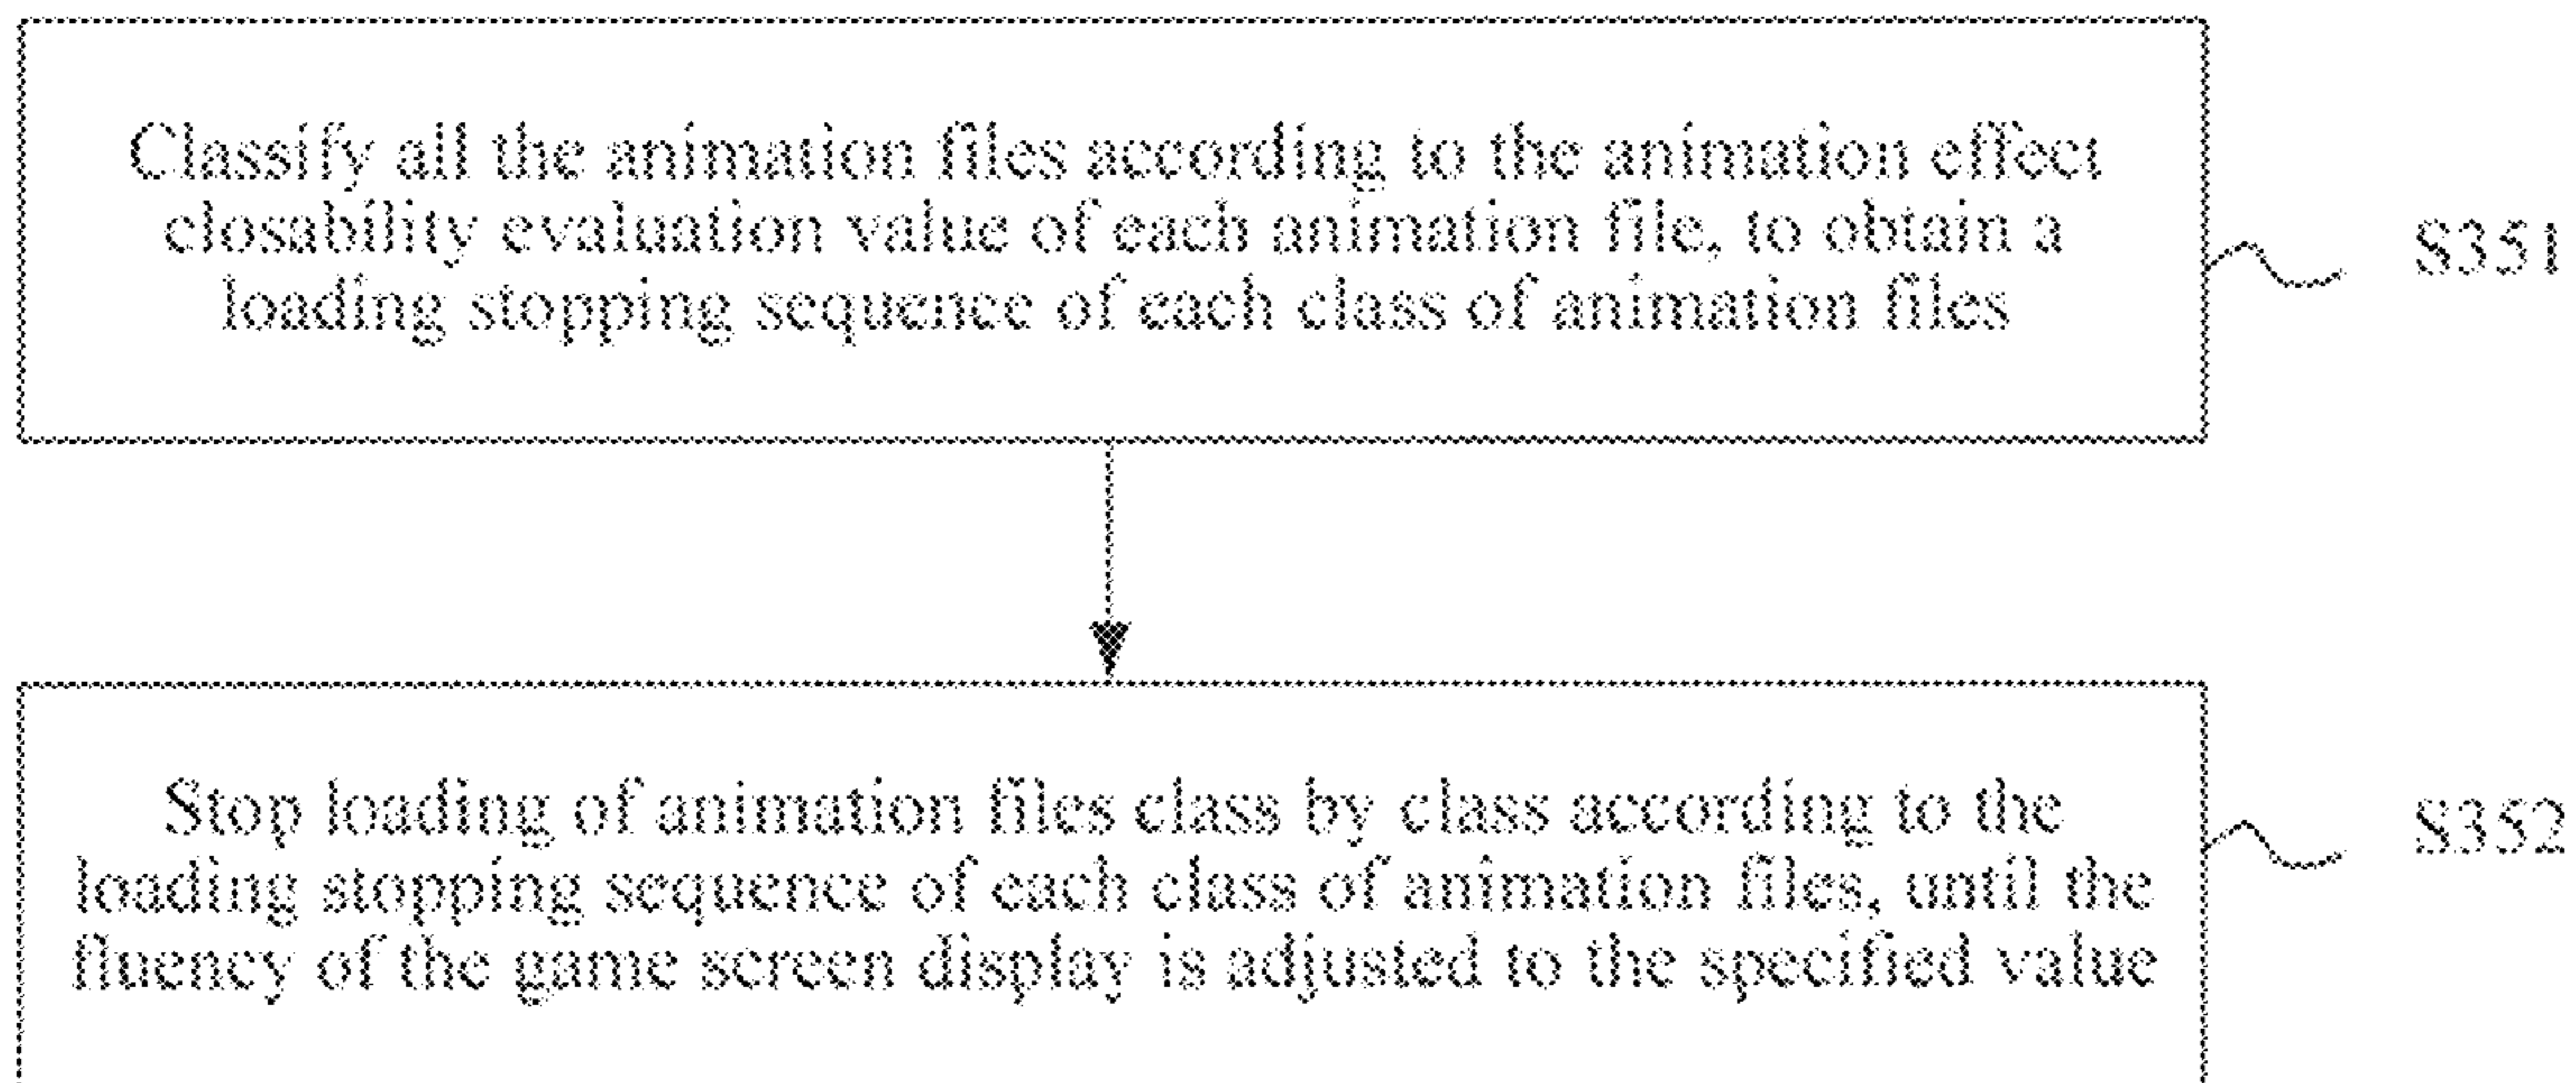 Classify all the animation files according to the animation effect
closability evaluation value of each animation file, to obtain a
loading stopping sequence of each class of animation files
S351
Stop loading of animation files class by class according to the
loading stopping sequence of each class of animation files, until the
fluency of the game screen display is adjusted to the specified value
S352